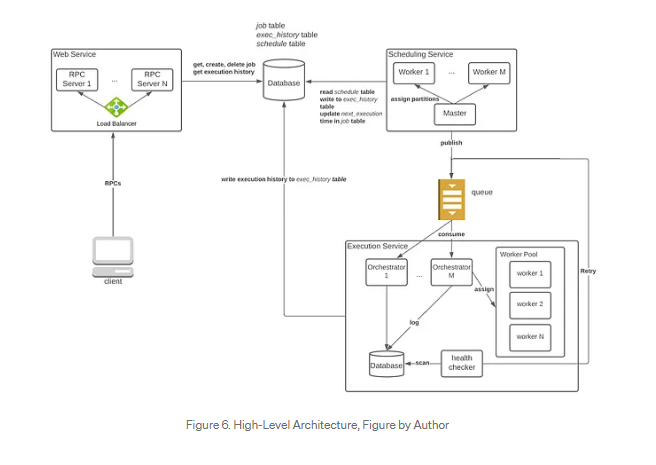 job table
exec_history table
schedule table
Web Service
RPC
Server 1
...
RPC
Server N
Load Balancer
get, create, delete job
get execution history
Database
Scheduling Service
Worker 1
...
Worker M
assign partitions
Master
read schedule table
write to exec_history
table
update next_execution
time in job table
publish
queue
RPCs
client
write execution history to exec_history table
consume
Execution Service
Orchestrator
1
...
Orchestrator
M
Worker Pool
worker 1
worker 2
worker N
assign
Retry
log
Database
scan
health
checker
Figure 6. High-Level Architecture, Figure by Author